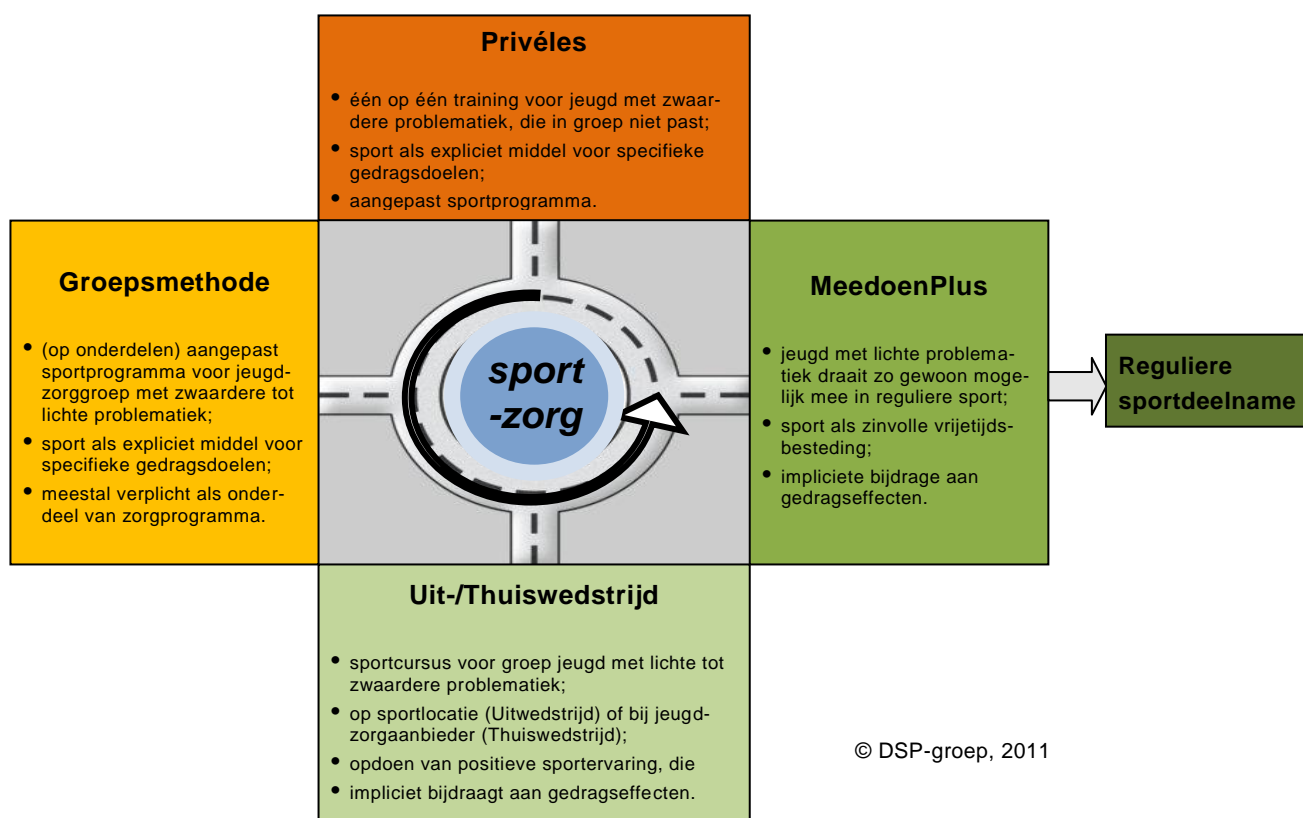 Privéles
• één op één training voor jeugd met zwaar-
dere problematiek, die in groep niet past;
• sport als expliciet middel voor specifieke
gedragsdoelen;
• aangepast sportprogramma.
Groepsmethode
• (op onderdelen) aangepast
sportprogramma voor jeugd-
zorggroep met zwaardere tot
lichte problematiek;
• sport als expliciet middel voor
specifieke gedragsdoelen;
• meestal verplicht als onder-
deel van zorgprogramma.
sport
-zorg
MeedoenPlus
• jeugd met lichte problema-
tiek draait zo gewoon moge-
lijk mee in reguliere sport;
• sport als zinvolle vrijetijds-
besteding;
• impliciete bijdrage aan
gedragseffecten.
Reguliere
sportdeelname
Uit-/Thuiswedstrijd
• sportcursus voor groep jeugd met lichte tot
zwaardere problematiek;
• op sportlocatie (Uitwedstrijd) of bij jeugd-
zorgaanbieder (Thuiswedstrijd);
• opdoen van positieve sportervaring, die
• impliciet bijdraagt aan gedragseffecten.
© DSP-groep, 2011